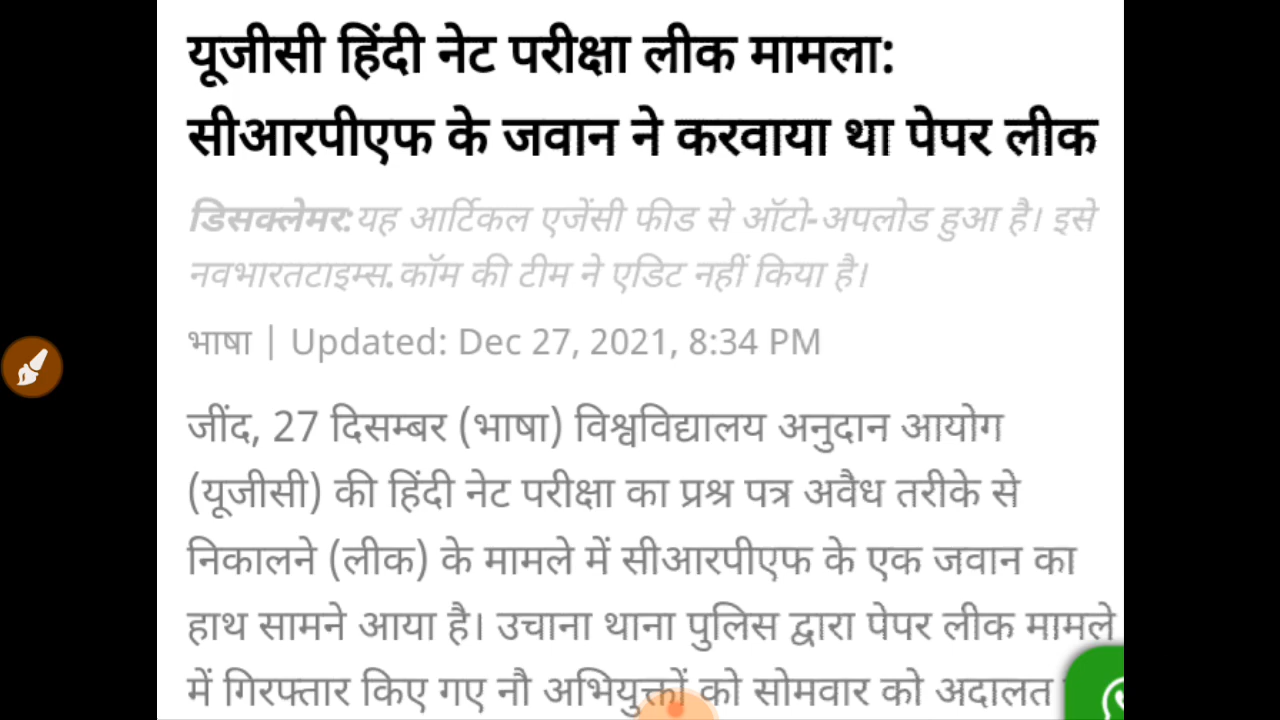 यूजीसी हिंदी नेट परीक्षा लीक मामला:
सीआरपीएफ के जवान ने करवाया था पेपर लीक
डिसक्लेमर:यह आर्टिकल एजेंसी फीड से ऑटो-अपलोड हुआ है। इसे
नवभारतटाइम्स.कॉम की टीम ने एडिट नहीं किया है।
भाषा | Updated: Dec 27, 2021, 8:34 PM
जींद, 27 दिसम्बर (भाषा) विश्वविद्यालय अनुदान आयोग
(यूजीसी) की हिंदी नेट परीक्षा का प्रश्न पत्र अवैध तरीके से
निकालने (लीक) के मामले में सीआरपीएफ के एक जवान का
हाथ सामने आया है। उचाना थाना पुलिस द्वारा पेपर लीक मामले
में गिरफ्तार किए गए नौ अभियुक्तों को सोमवार को अदालत